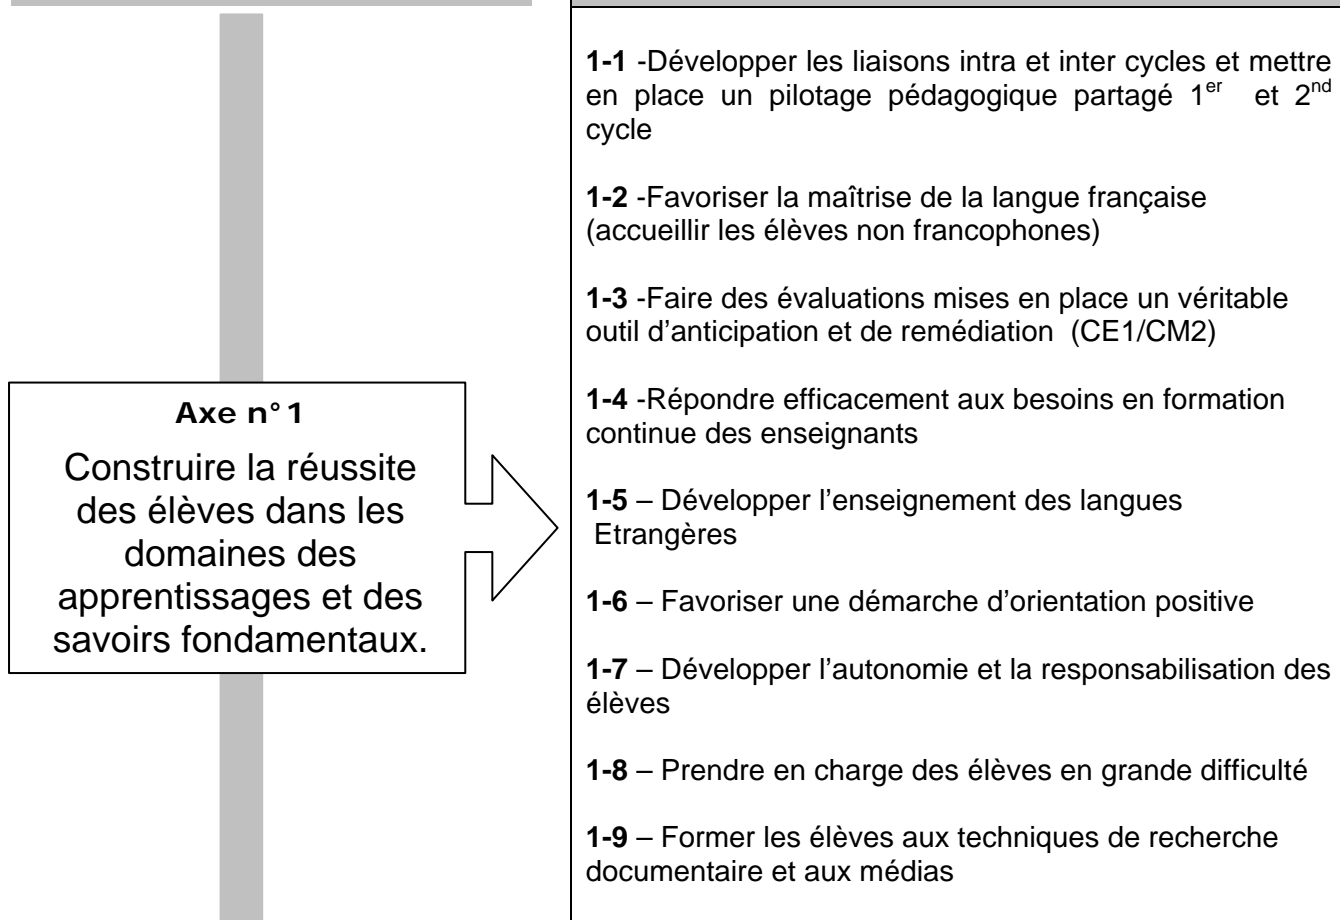 Axe n°1
Construire la réussite
des élèves dans les
domaines des
apprentissages et des
savoirs fondamentaux.
1-1 -Développer les liaisons intra et inter cycles et mettre
en place un pilotage pédagogique partagé 1er et 2nd
cycle
1-2 -Favoriser la maîtrise de la langue française
(accueillir les élèves non francophones)
1-3 -Faire des évaluations mises en place un véritable
outil d’anticipation et de remédiation (CE1/CM2)
1-4 -Répondre efficacement aux besoins en formation
continue des enseignants
1-5 – Développer l’enseignement des langues
Etrangères
1-6 – Favoriser une démarche d’orientation positive
1-7 – Développer l’autonomie et la responsabilisation des
élèves
1-8 – Prendre en charge des élèves en grande difficulté
1-9 – Former les élèves aux techniques de recherche
documentaire et aux médias